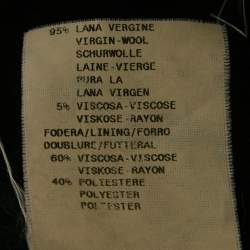 95% LANA VERGINE
VIRGIN-WOOL
SCHURWOLLE
LAINE-VIERGE
PURA LA
LANA VIRGEN
5% VISCOSA-VISCOSE
VISKOSE-RAYON
FODERA/LINING/FORRO
DOUBLURE/FUTTERAL
60% VISCOSA-VISCOSE
VISKOSE-RAYON
40% POLIESTERE
POLYESTER
POLIESTER